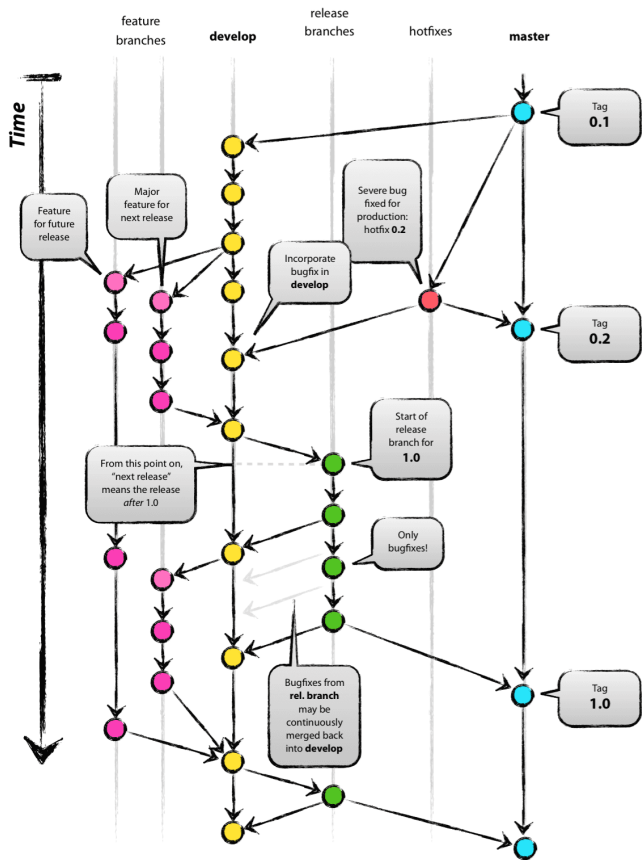 feature
branches
develop
release
branches
hotfixes
master
Time
Tag
0.1
Major
feature for
next release
Feature
for future
release
Severe bug
fixed for
production:
hotfix 0.2
Incorporate
bugfix in
develop
Tag
0.2
Start of
release
branch for
1.0
From this point on,
“next release”
means the release
after 1.0
Only
bugfixes!
Bugfixes from
rel. branch
may be
continuously
merged back
into develop
Tag
1.0